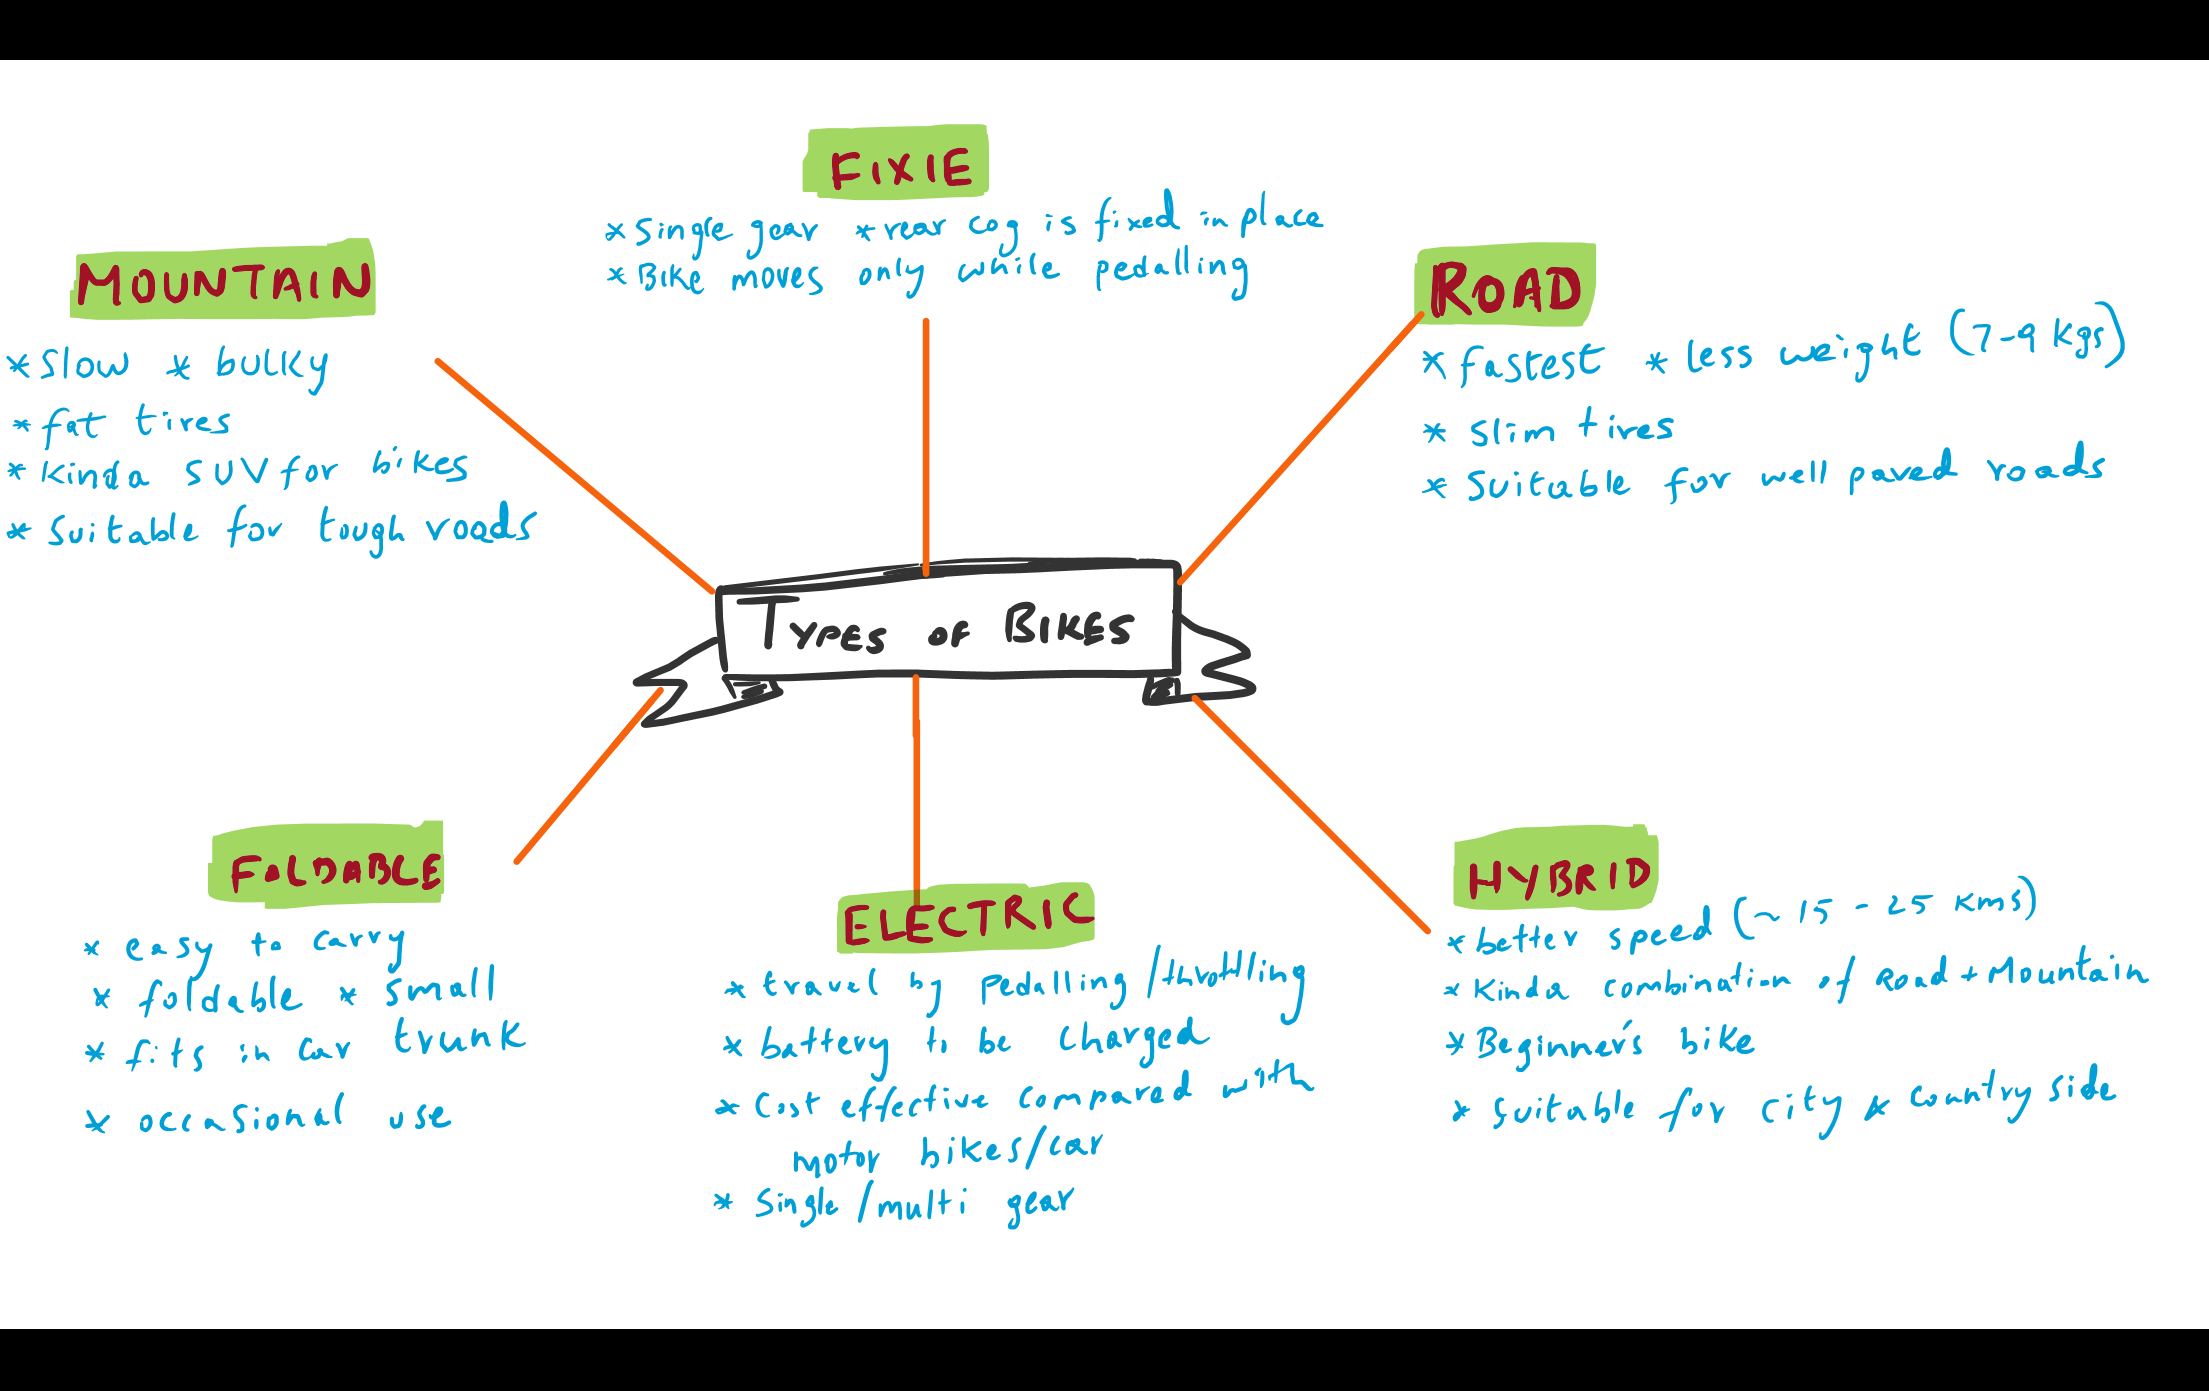 FIXIE
* Single gear * rear cog is fixed in place
* Bike moves only while pedalling
MOUNTAIN
* Slow * bulky
* fat tires
* Kinda SUV for bikes
* Suitable for tough roads
ROAD
* fastest * less weight (7-9 Kgs)
* Slim tires
* Suitable for well paved roads
TYPES OF BIKES
FOLDABLE
* easy to carry
* foldable * small
* fits in car trunk
* occasional use
ELECTRIC
* travel by pedalling/throttling
* battery to be charged
* Cost effective compared with
motor bikes/car
* Single/multi gear
HYBRID
* better speed (~ 15 - 25 Kms)
* Kinda combination of Road + Mountain
* Beginner's bike
* Suitable for city & country side